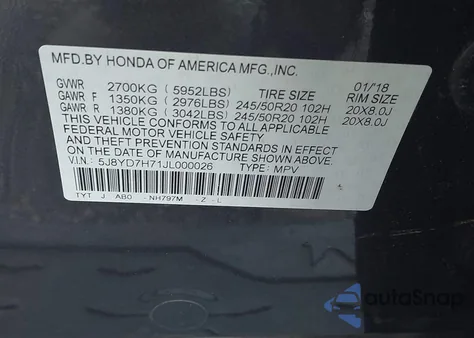 MFD.BY HONDA OF AMERICA MFG.,INC.
GVWR 2700KG ( 5952LBS) TIRE SIZE 01/'18
GAWR F 1350KG ( 2976LBS) 245/50R20 102H RIM SIZE
GAWR R 1380KG ( 3042LBS) 245/50R20 102H 20X8.0J
THIS VEHICLE CONFORMS TO ALL APPLICABLE 20X8.0J
FEDERAL MOTOR VEHICLE SAFETY
AND THEFT PREVENTION STANDARDS IN EFFECT
ON THE DATE OF MANUFACTURE SHOWN ABOVE.
V.I.N.: 5J8YD7H71JL000026 TYPE: MPV
TYT J AB0 -NH797M -Z -L
autoSnap